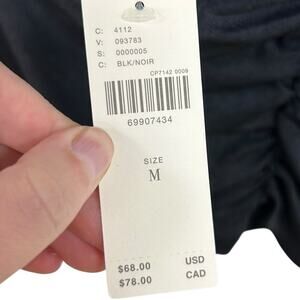 C: 4112
V: 093783
S: 0000005
C: BLK/NOIR
CP7142 0009
69907434
SIZE
M
$68.00 USD
$78.00 CAD